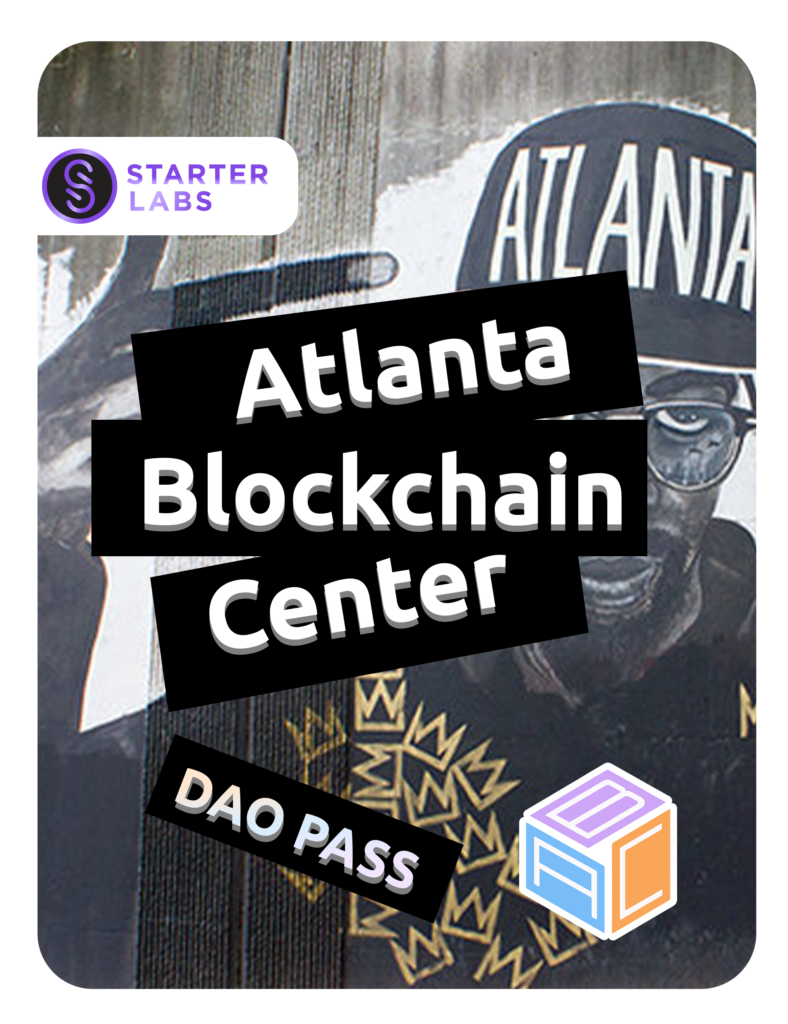 STARTER
LABS
ATLANTA
Atlanta
Blockchain
Center
DAO PASS
B
A C